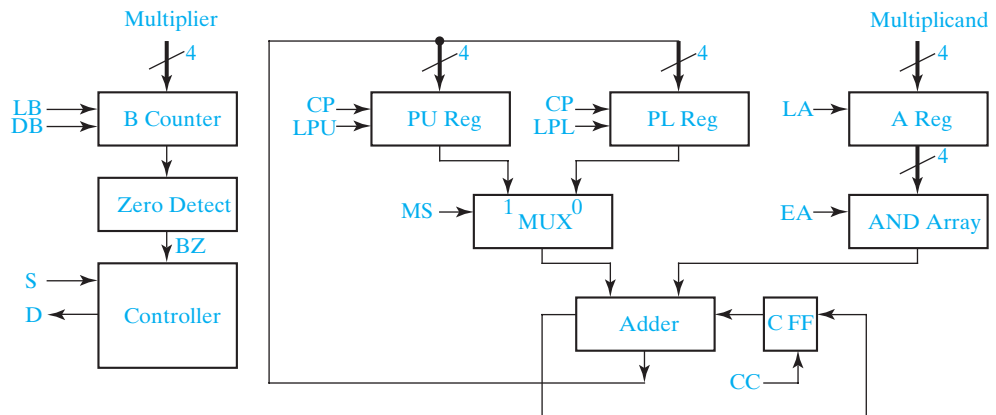 Multiplier
Multiplicand
4
4
4
LB
DB
B Counter
CP
LPU
PU Reg
CP
LPL
PL Reg
LA
A Reg
4
Zero Detect
MS
1
0
MUX
EA
AND Array
BZ
S
D
Controller
Adder
C FF
CC